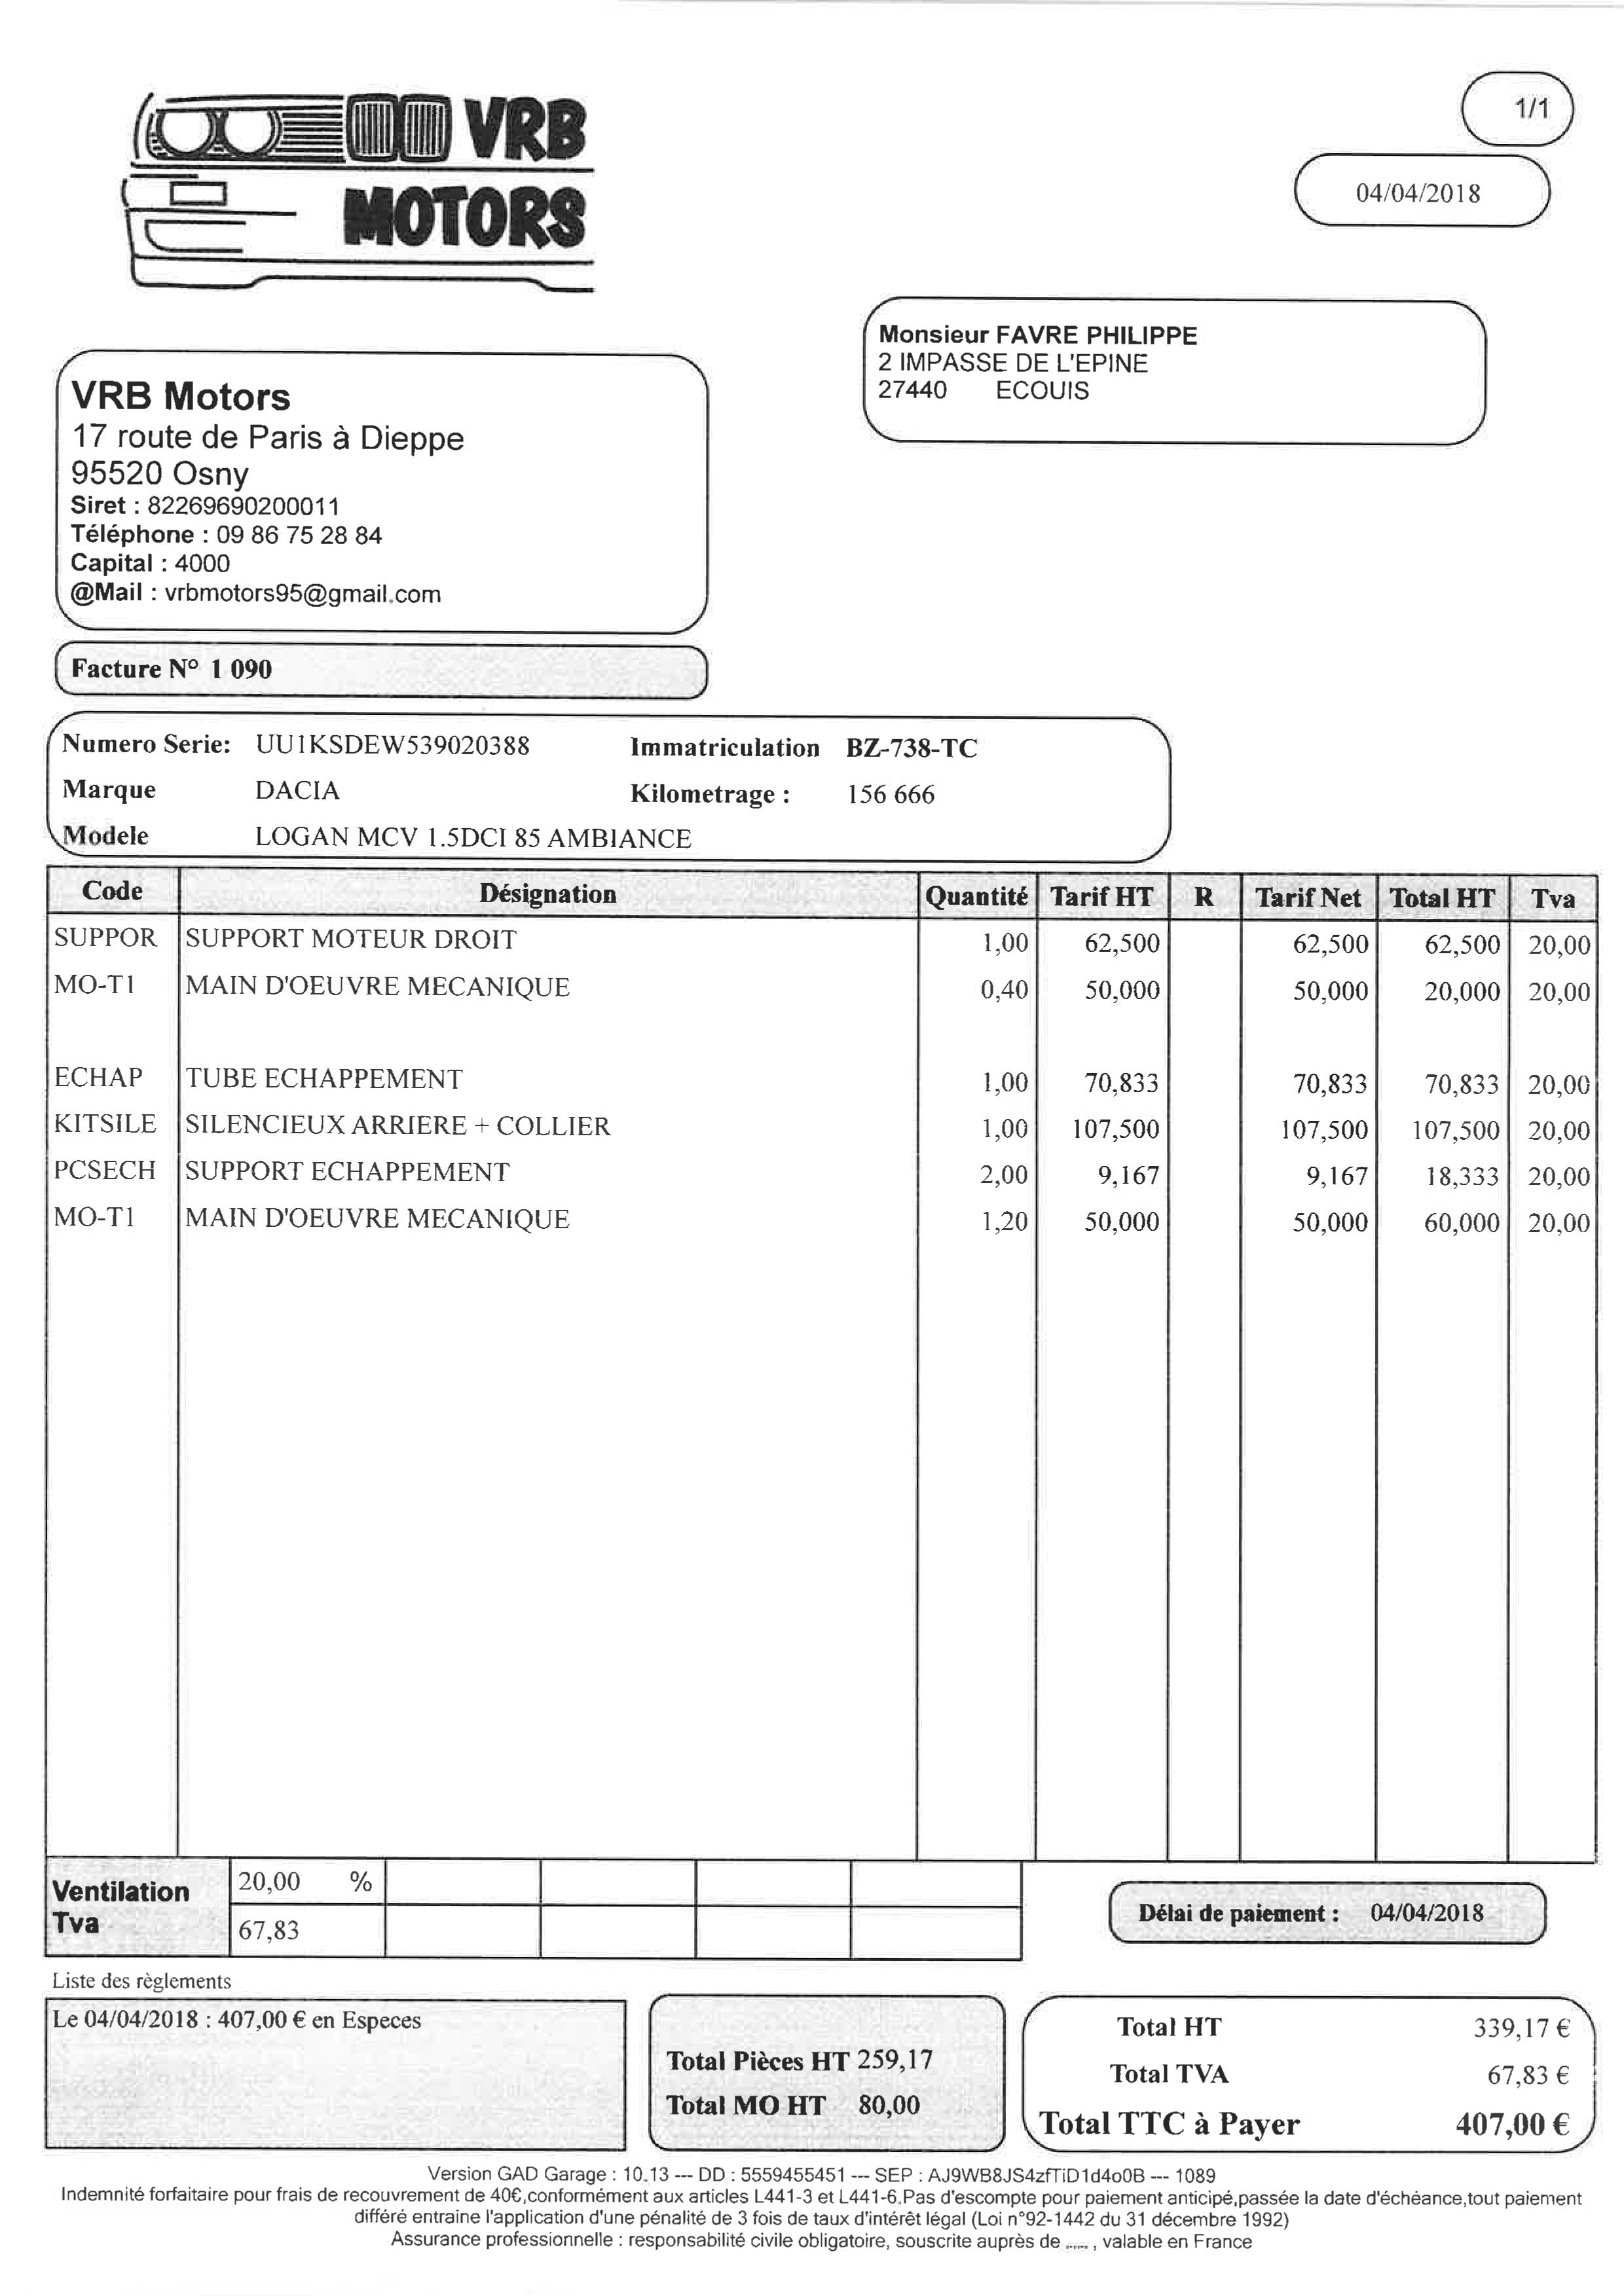 VRB
MOTORS
1/1
04/04/2018
Monsieur FAVRE PHILIPPE
2 IMPASSE DE L'EPINE
27440 ECOUIS
VRB Motors
17 route de Paris à Dieppe
95520 Osny
Siret : 82269690200011
Téléphone : 09 86 75 28 84
Capital : 4000
@Mail : vrbmotors95@gmail.com
Facture N° 1 090
Numero Serie: UU1KSDEW539020388 Immatriculation BZ-738-TC
Marque DACIA Kilometrage : 156 666
Modele LOGAN MCV 1.5DCI 85 AMBIANCE
Code Désignation Quantité Tarif HT R Tarif Net Total HT Tva
SUPPOR SUPPORT MOTEUR DROIT 1,00 62,500 62,500 62,500 20,00
MO-T1 MAIN D'OEUVRE MECANIQUE 0,40 50,000 50,000 20,000 20,00
ECHAP TUBE ECHAPPEMENT 1,00 70,833 70,833 70,833 20,00
KITSILE SILENCIEUX ARRIERE + COLLIER 1,00 107,500 107,500 107,500 20,00
PCSECH SUPPORT ECHAPPEMENT 2,00 9,167 9,167 18,333 20,00
MO-T1 MAIN D'OEUVRE MECANIQUE 1,20 50,000 50,000 60,000 20,00
Ventilation Tva
20,00 %
67,83
Délai de paiement : 04/04/2018
Liste des règlements
Le 04/04/2018 : 407,00 € en Especes
Total Pièces HT 259,17
Total MO HT 80,00
Total HT 339,17 €
Total TVA 67,83 €
Total TTC à Payer 407,00 €
Version GAD Garage : 10.13 --- DD : 5559455451 --- SEP : AJ9WB8JS4zfTiD1d4o0B --- 1089
Indemnité forfaitaire pour frais de recouvrement de 40€,conformément aux articles L441-3 et L441-6.Pas d'escompte pour paiement anticipé,passée la date d'échéance,tout paiement
différé entraine l'application d'une pénalité de 3 fois de taux d'intérêt légal (Loi n°92-1442 du 31 décembre 1992)
Assurance professionnelle : responsabilité civile obligatoire, souscrite auprès de ...... , valable en France